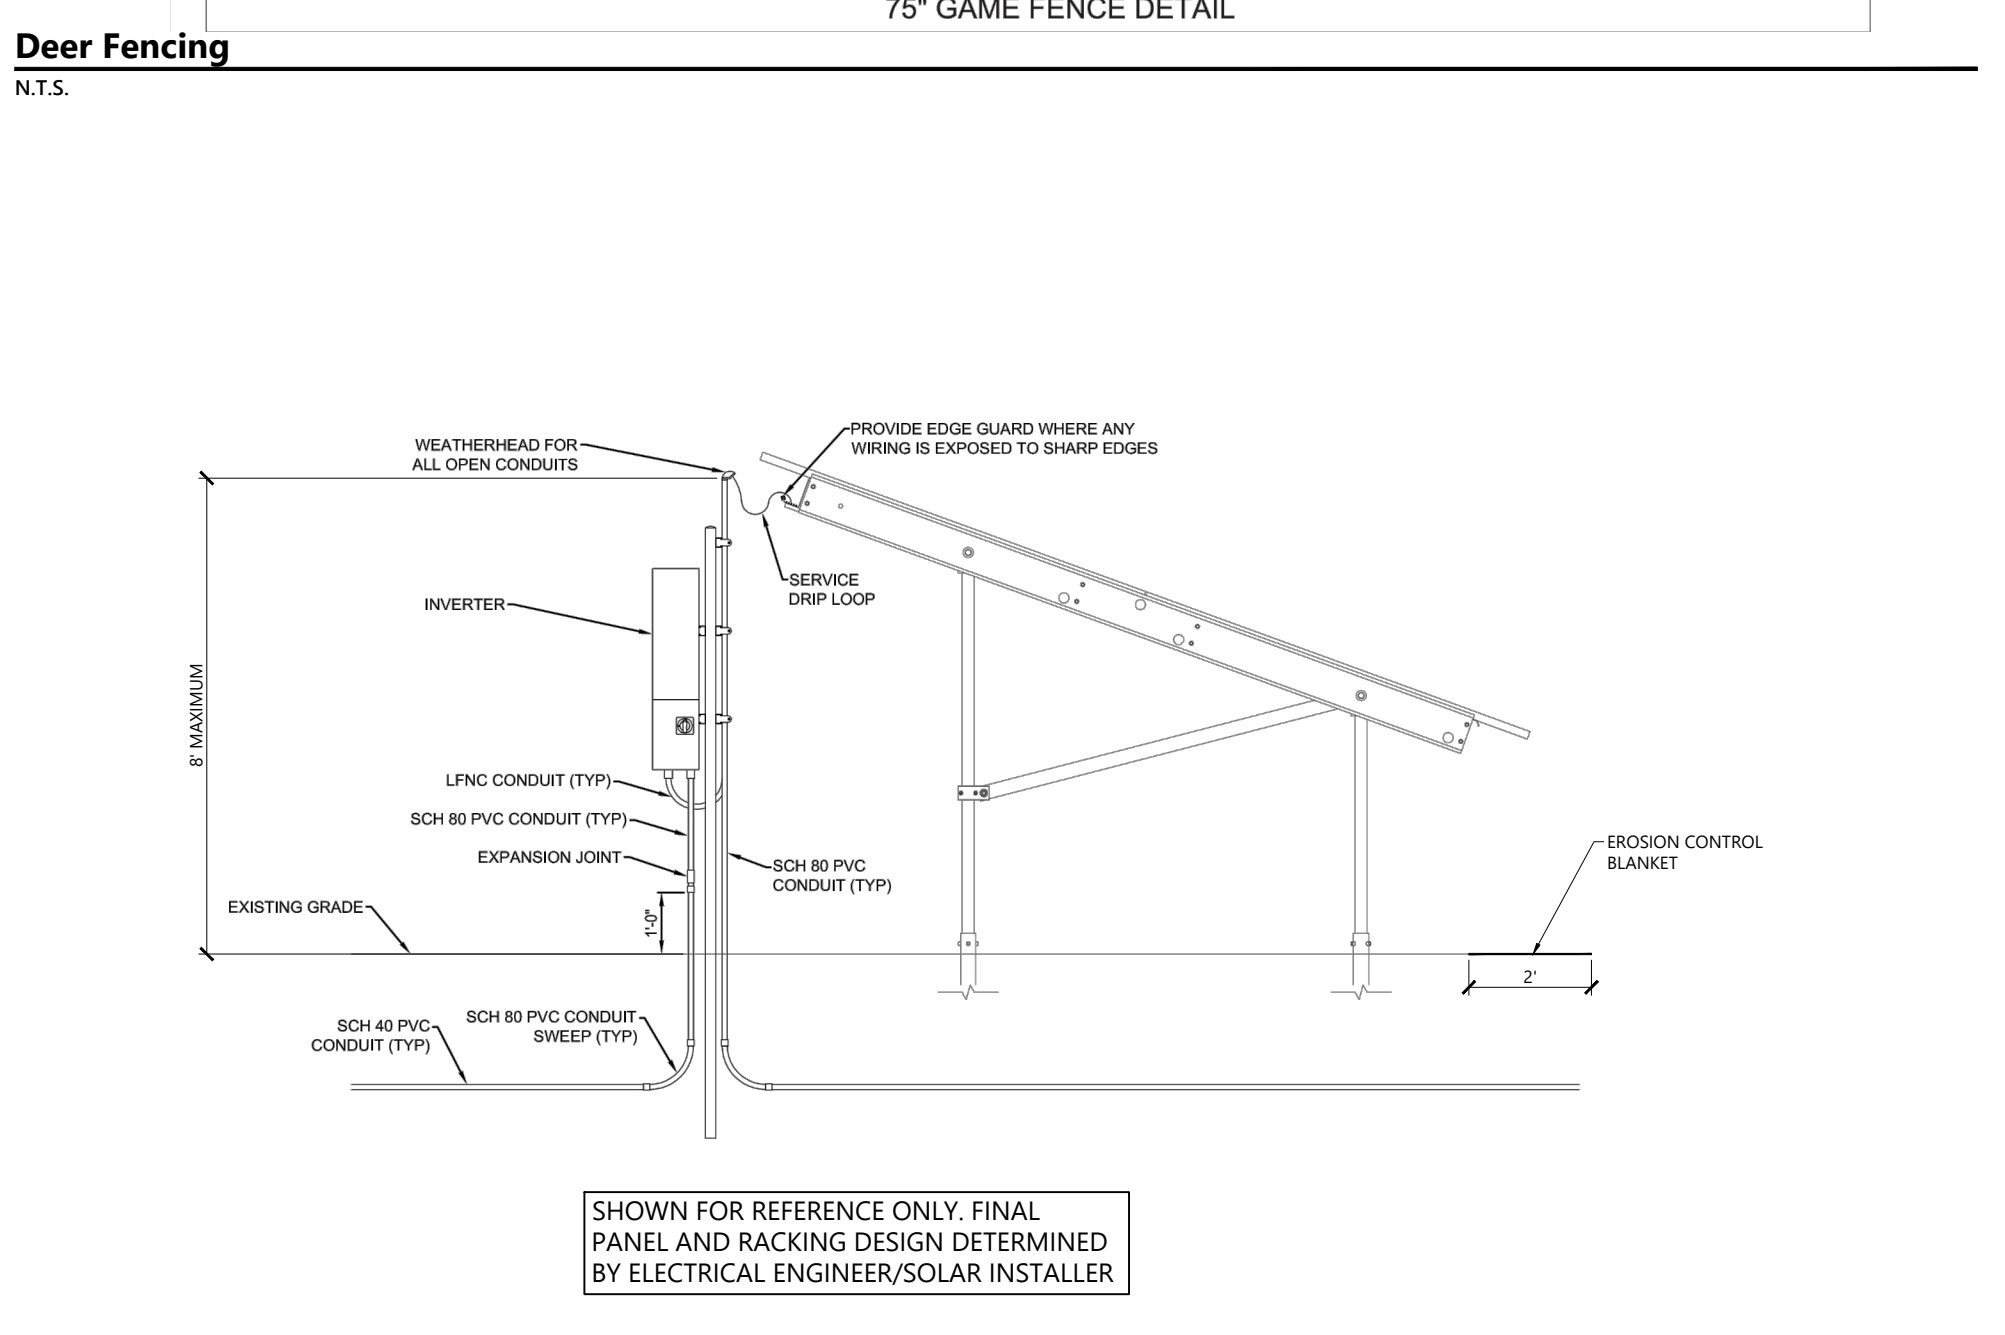 75" GAME FENCE DETAIL
Deer Fencing
N.T.S.
PROVIDE EDGE GUARD WHERE ANY
WIRING IS EXPOSED TO SHARP EDGES
WEATHERHEAD FOR
ALL OPEN CONDUITS
SERVICE
DRIP LOOP
INVERTER
8' MAXIMUM
LFNC CONDUIT (TYP)
SCH 80 PVC CONDUIT (TYP)
EXPANSION JOINT
SCH 80 PVC
CONDUIT (TYP)
EROSION CONTROL
BLANKET
EXISTING GRADE
1'-0"
2'
SCH 40 PVC
CONDUIT (TYP)
SCH 80 PVC CONDUIT
SWEEP (TYP)
SHOWN FOR REFERENCE ONLY. FINAL
PANEL AND RACKING DESIGN DETERMINED
BY ELECTRICAL ENGINEER/SOLAR INSTALLER